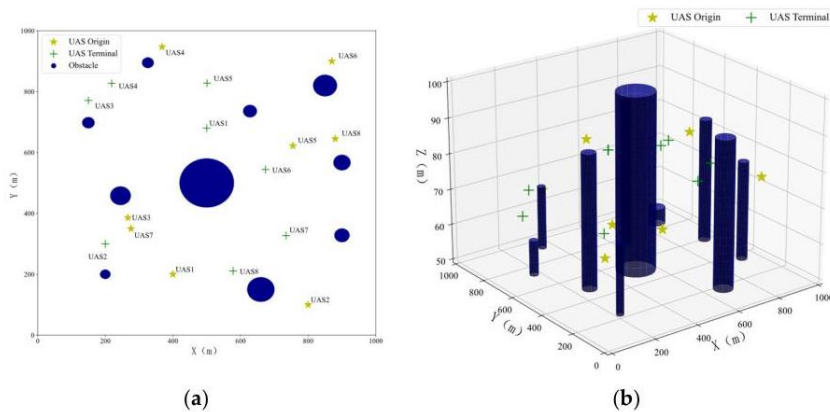 UAS Origin
UAS Terminal
Obstacle
UAS4
UAS6
UAS5
UAS4
UAS3
UAS1
UAS5
UAS8
UAS6
UAS3
UAS7
UAS7
UAS2
UAS1
UAS8
UAS2
1000
800
600
400
200
0
0 200 400 600 800 1000
X (m)
Y (m)
(a)
UAS Origin UAS Terminal
100
90
80
70
60
50
Z (m)
1000
800
600
400
200
0
Y (m)
0
200
400
600
800
1000
X (m)
(b)